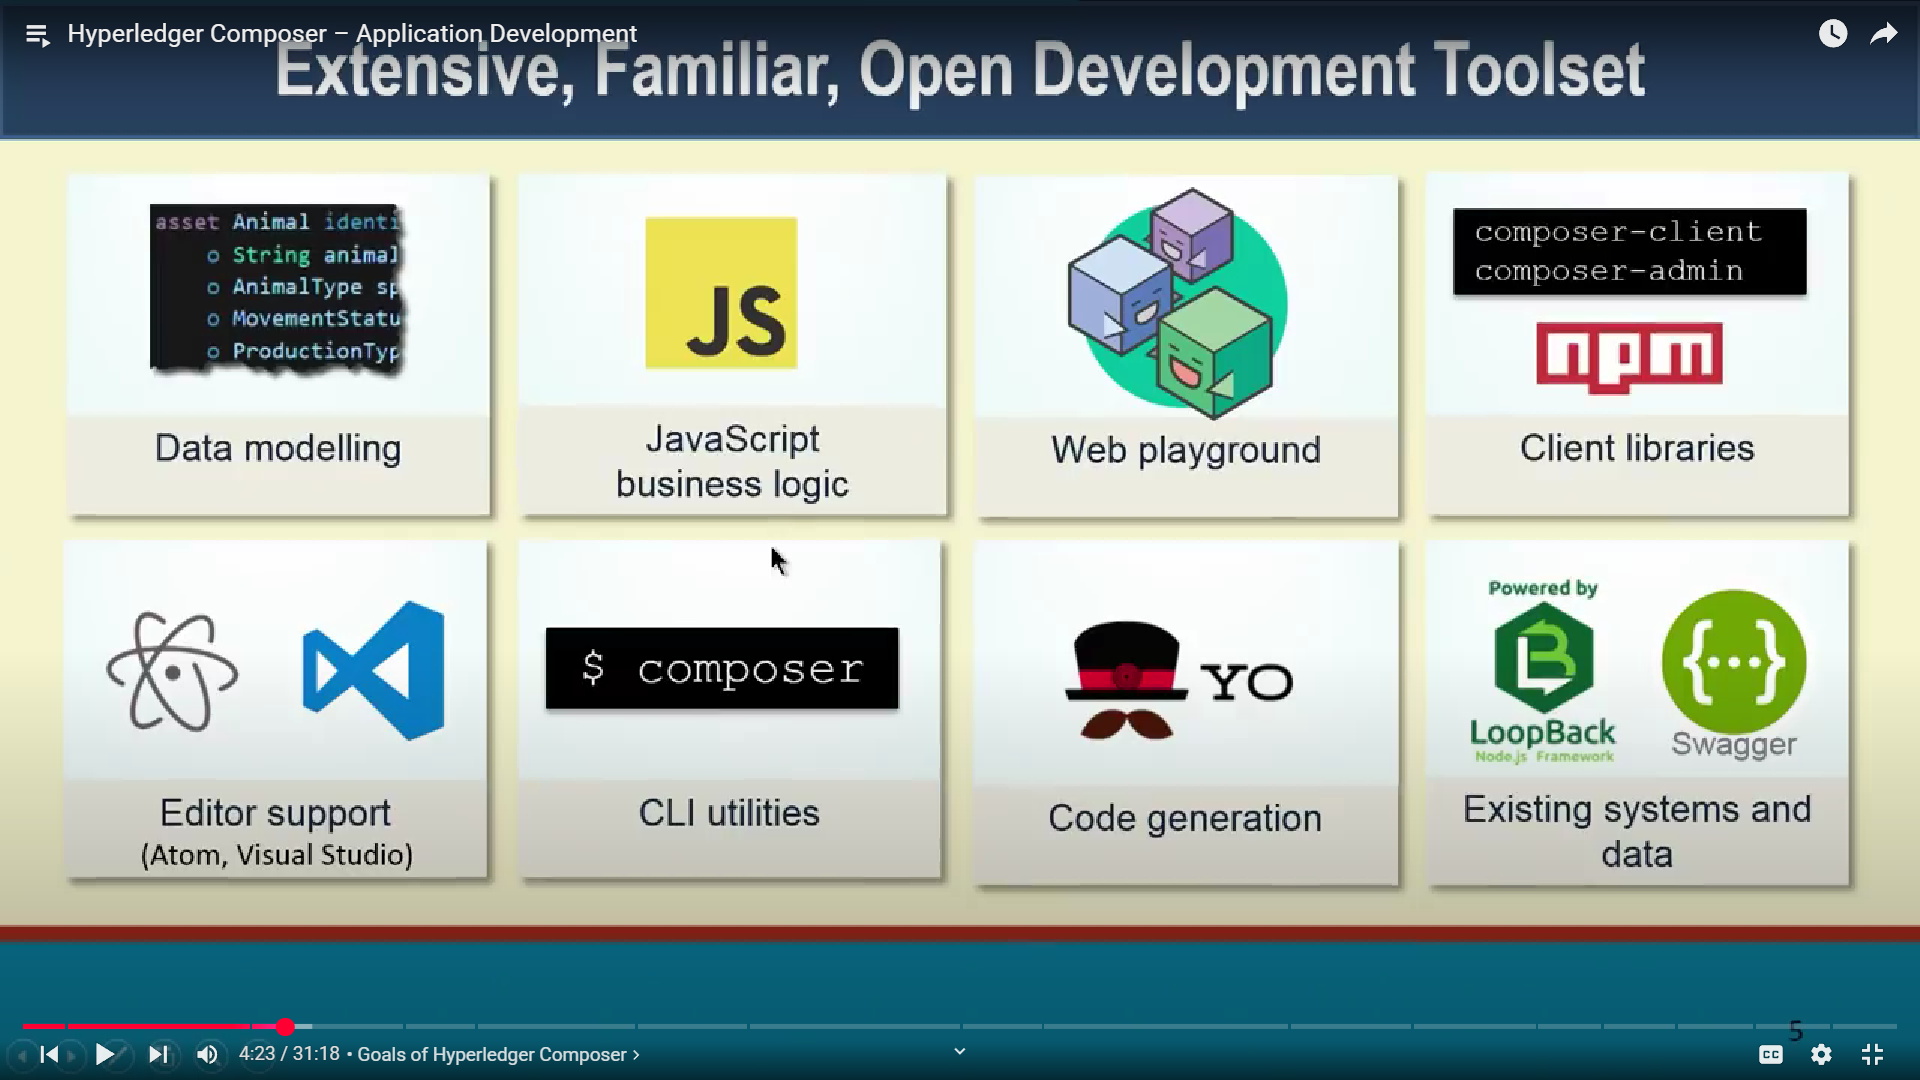 Hyperledger Composer – Application Development
Extensive, Familiar, Open Development Toolset
asset Animal identi
o String animal
o AnimalType sp
o MovementStatu
o ProductionTyp
Data modelling
JS
JavaScript
business logic
Web playground
composer-client
composer-admin
npm
Client libraries
Editor support
(Atom, Visual Studio)
$ composer
CLI utilities
YO
Code generation
Powered by
LoopBack
Node.js Framework
{···}
Swagger
Existing systems and
data
5
4:23 / 31:18 • Goals of Hyperledger Composer ›
CC